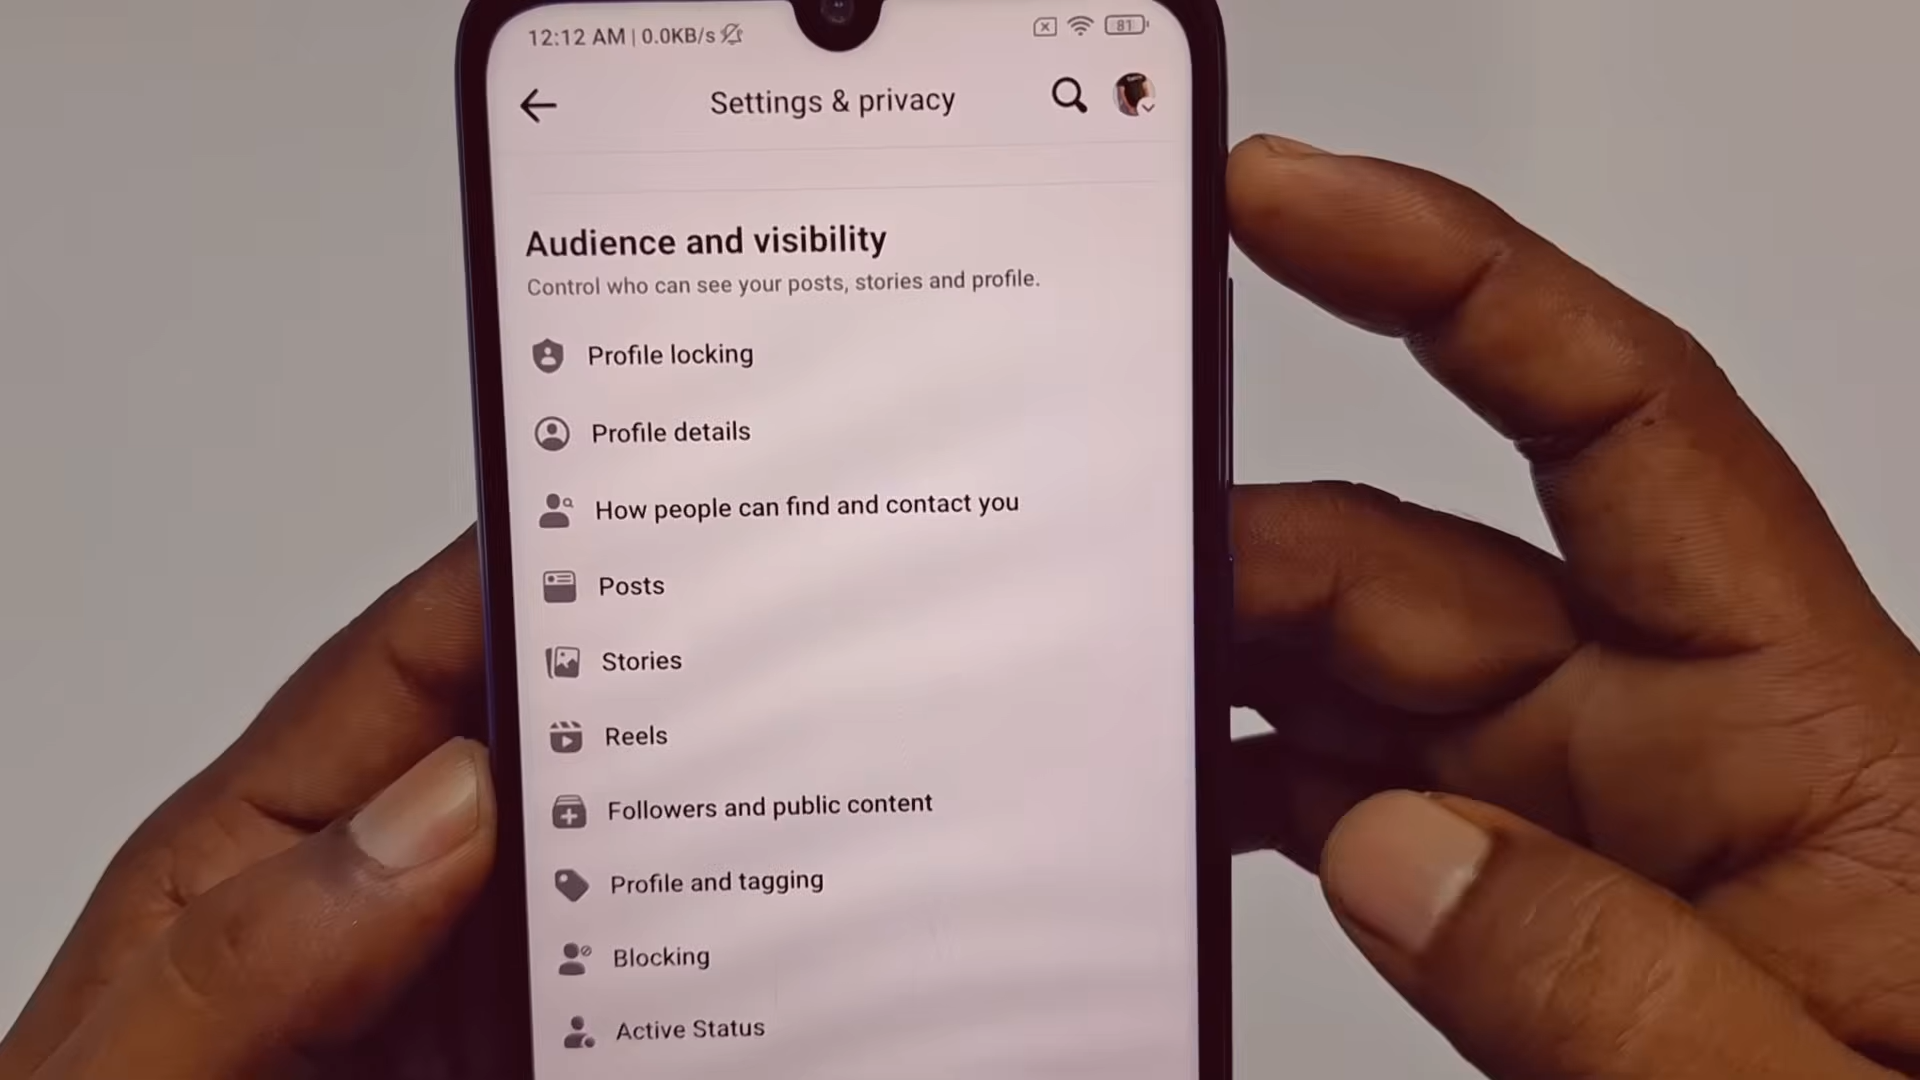 12:12 AM | 0.0KB/s
81
Settings & privacy
Audience and visibility
Control who can see your posts, stories and profile.
Profile locking
Profile details
How people can find and contact you
Posts
Stories
Reels
Followers and public content
Profile and tagging
Blocking
Active Status